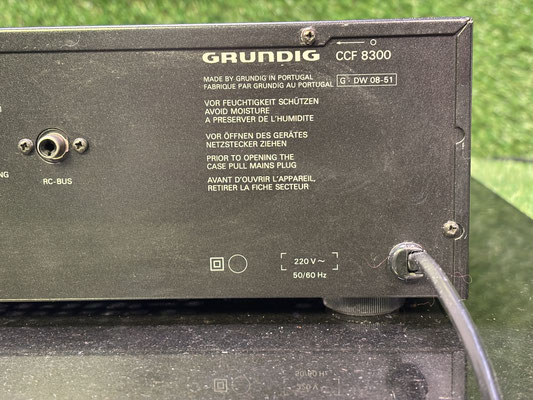 GRUNDIG CCF 8300
MADE BY GRUNDIG IN PORTUGAL
FABRIQUE PAR GRUNDIG AU PORTUGAL
G DW 08-51
VOR FEUCHTIGKEIT SCHÜTZEN
AVOID MOISTURE
A PRESERVER DE L'HUMIDITE
VOR ÖFFNEN DES GERÄTES
NETZSTECKER ZIEHEN
PRIOR TO OPENING THE
CASE PULL MAINS PLUG
AVANT D'OUVRIR L'APPAREIL,
RETIRER LA FICHE SECTEUR
NG
RC-BUS
220 V~
50/60 Hz